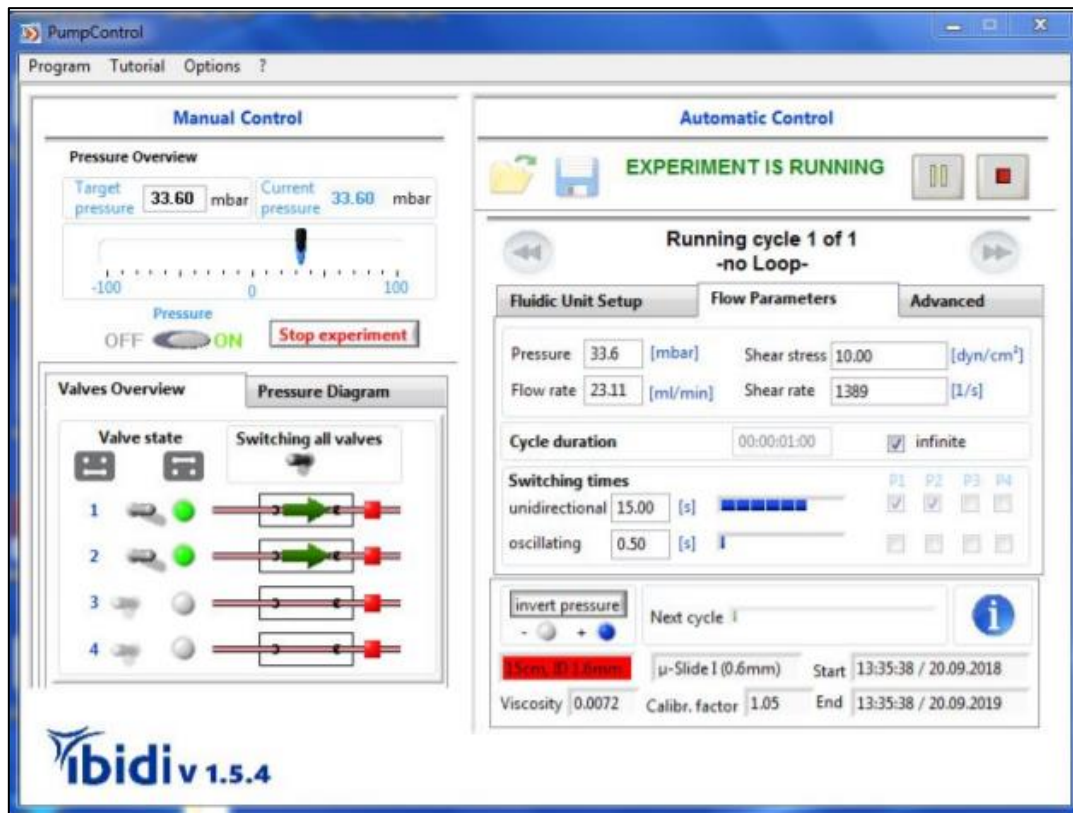 PumpControl
Program Tutorial Options ?
Manual Control
Pressure Overview
Target pressure 33.60 mbar Current pressure 33.60 mbar
-100 0 100
Pressure
OFF ON Stop experiment
Valves Overview Pressure Diagram
Valve state Switching all valves
1
2
3
4
ibidi v 1.5.4
Automatic Control
EXPERIMENT IS RUNNING
Running cycle 1 of 1
-no Loop-
Fluidic Unit Setup Flow Parameters Advanced
Pressure 33.6 [mbar] Shear stress 10.00 [dyn/cm²]
Flow rate 23.11 [ml/min] Shear rate 1389 [1/s]
Cycle duration 00:00:01:00 infinite
Switching times P1 P2 P3 P4
unidirectional 15.00 [s]
oscillating 0.50 [s]
invert pressure
- +
Next cycle
15cm, ID 1.6mm µ-Slide I (0.6mm) Start 13:35:38 / 20.09.2018
Viscosity 0.0072 Calibr. factor 1.05 End 13:35:38 / 20.09.2019